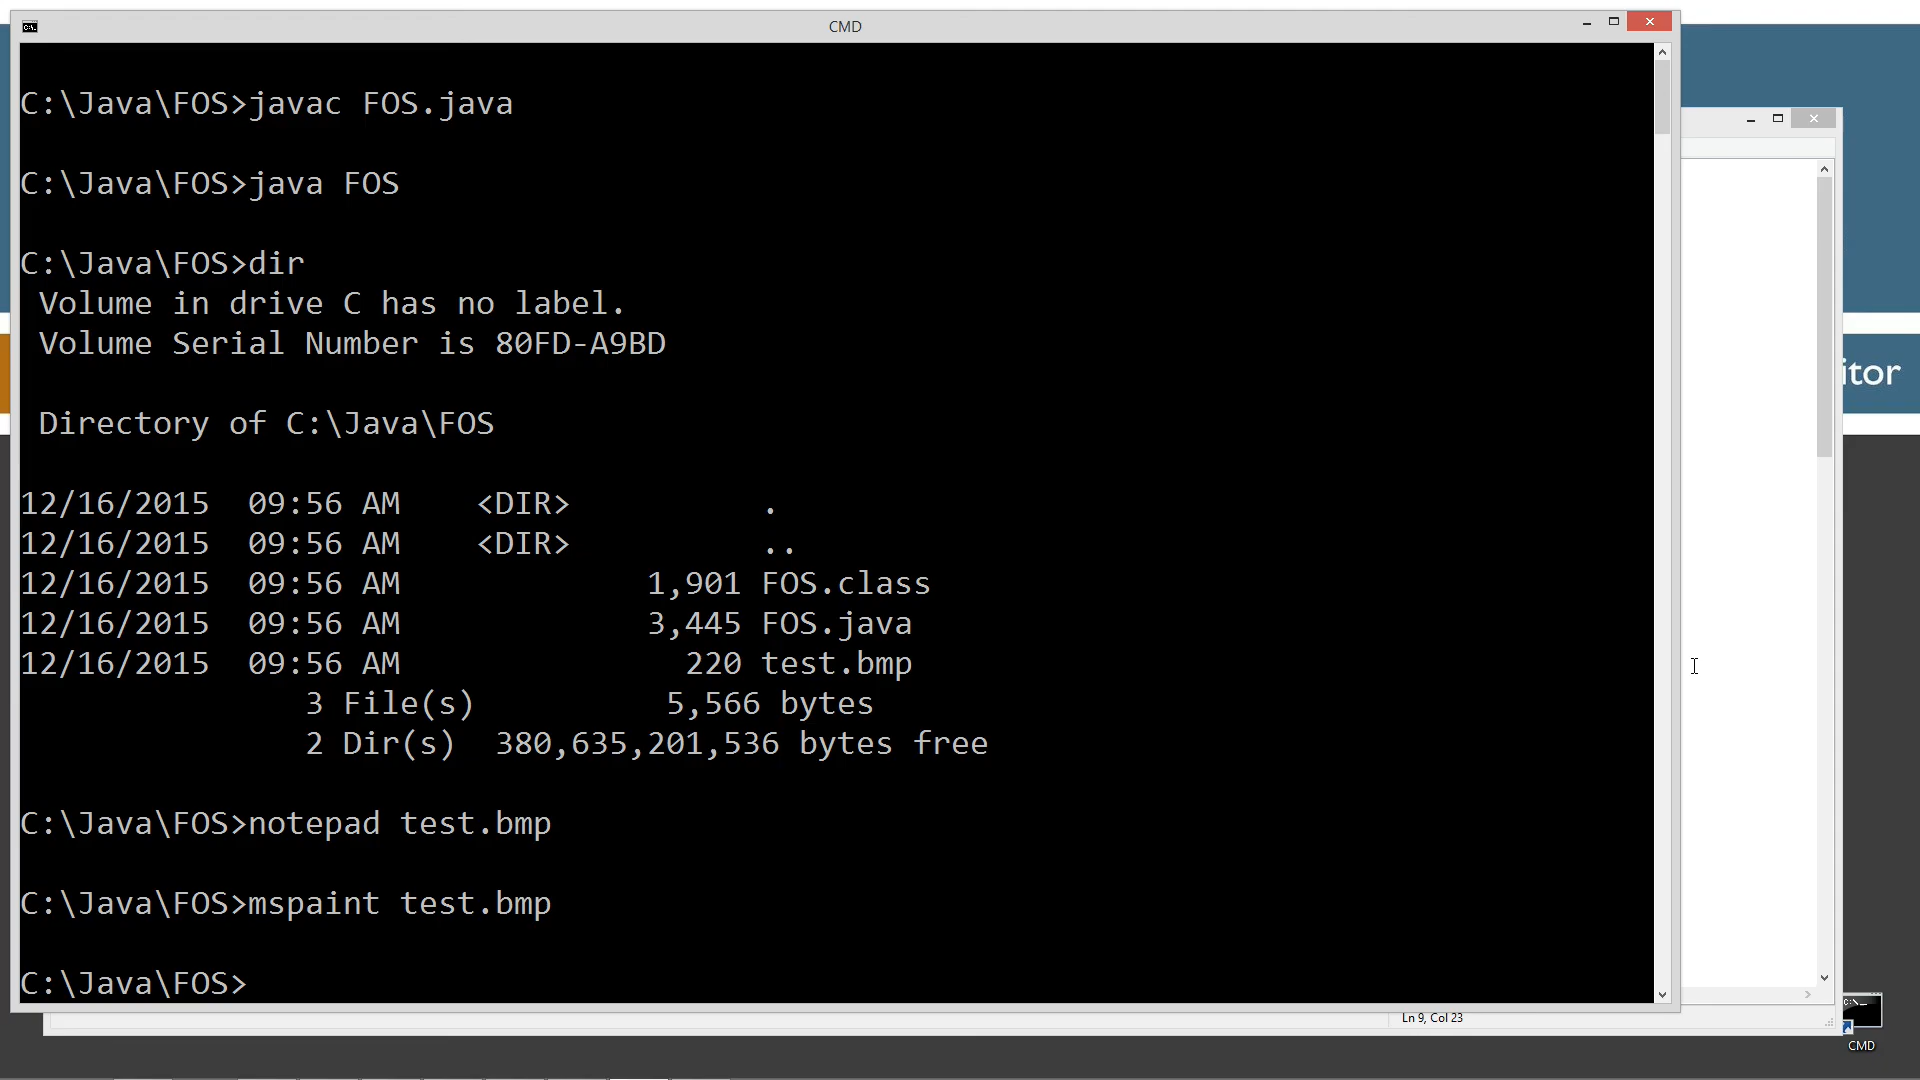 CMD
C:\Java\FOS>javac FOS.java
C:\Java\FOS>java FOS
C:\Java\FOS>dir
Volume in drive C has no label.
Volume Serial Number is 80FD-A9BD
Directory of C:\Java\FOS
12/16/2015  09:56 AM    <DIR>          .
12/16/2015  09:56 AM    <DIR>          ..
12/16/2015  09:56 AM             1,901 FOS.class
12/16/2015  09:56 AM             3,445 FOS.java
12/16/2015  09:56 AM               220 test.bmp
3 File(s)          5,566 bytes
2 Dir(s)  380,635,201,536 bytes free
C:\Java\FOS>notepad test.bmp
C:\Java\FOS>mspaint test.bmp
C:\Java\FOS>
itor
Ln 9, Col 23
CMD